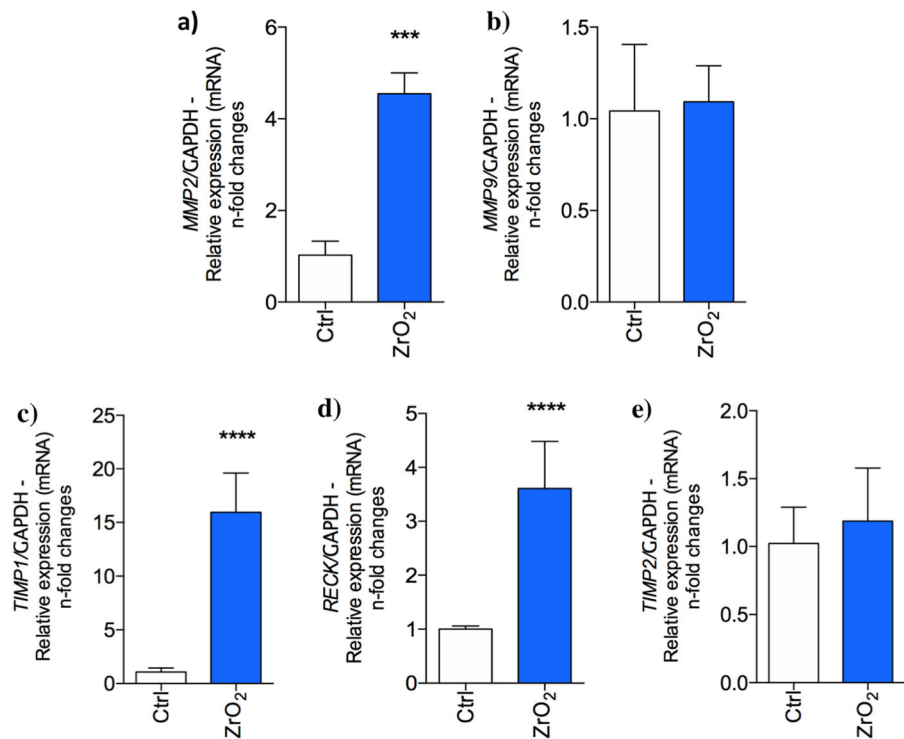 a)
MMP2/GAPDH -
Relative expression (mRNA)
n-fold changes
6
4
2
0
***
Ctrl
ZrO2
b)
MMP9/GAPDH -
Relative expression (mRNA)
n-fold changes
1.5
1.0
0.5
0.0
Ctrl
ZrO2
c)
TIMP1/GAPDH -
Relative expression (mRNA)
n-fold changes
25
20
15
10
5
0
****
Ctrl
ZrO2
d)
RECK/GAPDH -
Relative expression (mRNA)
n-fold changes
5
4
3
2
1
0
****
Ctrl
ZrO2
e)
TIMP2/GAPDH -
Relative expression (mRNA)
n-fold changes
2.0
1.5
1.0
0.5
0.0
Ctrl
ZrO2